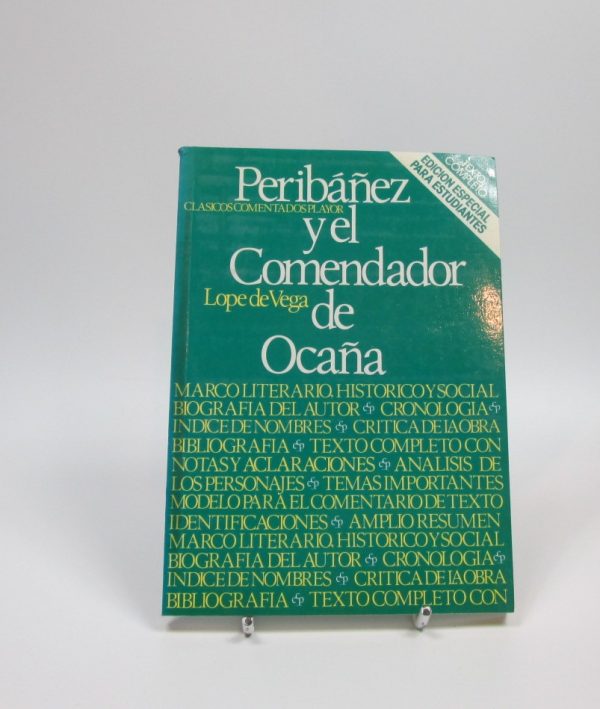 Peribáñez
CLASICOS COMENTADOS PLAYOR
y el
Comendador
Lope de Vega
de
Ocaña
TEXTO
COMPLETO
EDICION ESPECIAL
PARA ESTUDIANTES
MARCO LITERARIO. HISTORICO Y SOCIAL
BIOGRAFIA DEL AUTOR CRONOLOGIA
INDICE DE NOMBRES CRITICA DE LA OBRA
BIBLIOGRAFIA TEXTO COMPLETO CON
NOTAS Y ACLARACIONES ANALISIS DE
LOS PERSONAJES TEMAS IMPORTANTES
MODELO PARA EL COMENTARIO DE TEXTO
IDENTIFICACIONES AMPLIO RESUMEN
MARCO LITERARIO. HISTORICO Y SOCIAL
BIOGRAFIA DEL AUTOR CRONOLOGIA
INDICE DE NOMBRES CRITICA DE LA OBRA
BIBLIOGRAFIA TEXTO COMPLETO CON